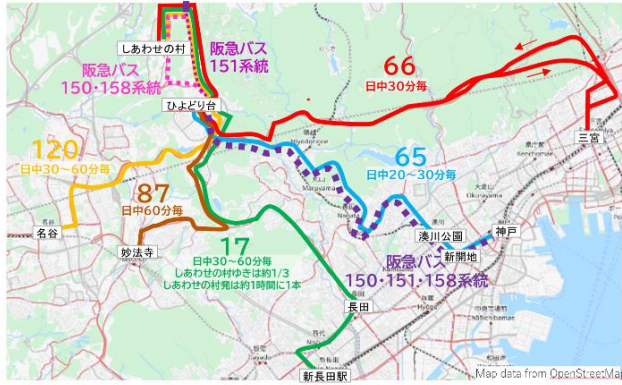 しあわせの村
阪急バス
151系統
阪急バス
150・158系統
ひよどり台
66
日中30分毎
三宮
120
日中30～60分毎
名谷
87
日中60分毎
妙法寺
65
日中20～30分毎
湊川公園
新開地
神戸
17
日中30～60分毎
しあわせの村ゆきは約1/3
しあわせの村発は約1時間に1本
阪急バス
150・151・158系統
長田
新長田駅
Map data from OpenStreetMap